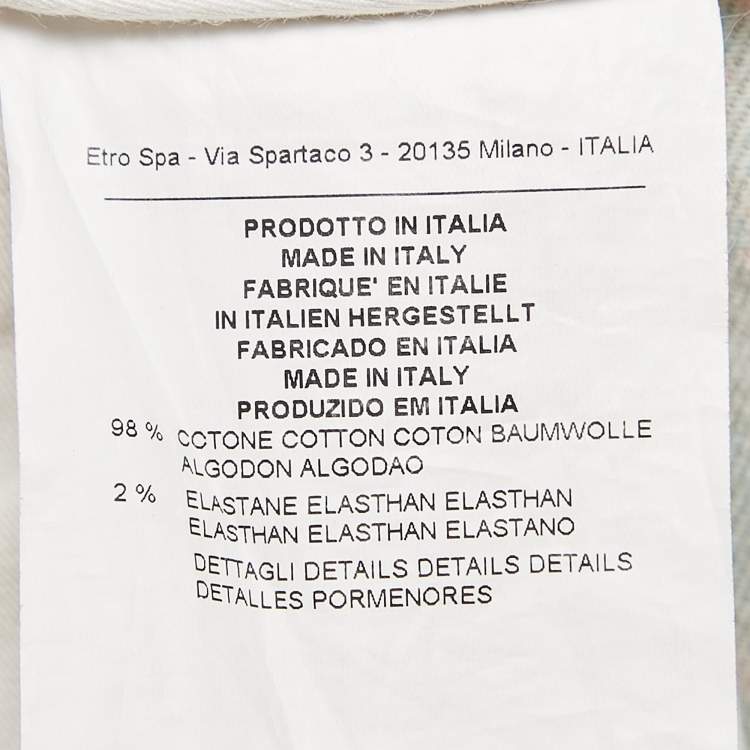 Etro Spa - Via Spartaco 3 - 20135 Milano - ITALIA
PRODOTTO IN ITALIA
MADE IN ITALY
FABRIQUE' EN ITALIE
IN ITALIEN HERGESTELLT
FABRICADO EN ITALIA
MADE IN ITALY
PRODUZIDO EM ITALIA
98 % COTONE COTTON COTON BAUMWOLLE
ALGODON ALGODAO
2 % ELASTANE ELASTHAN ELASTHAN
ELASTHAN ELASTHAN ELASTANO
DETTAGLI DETAILS DETAILS DETAILS
DETALLES PORMENORES